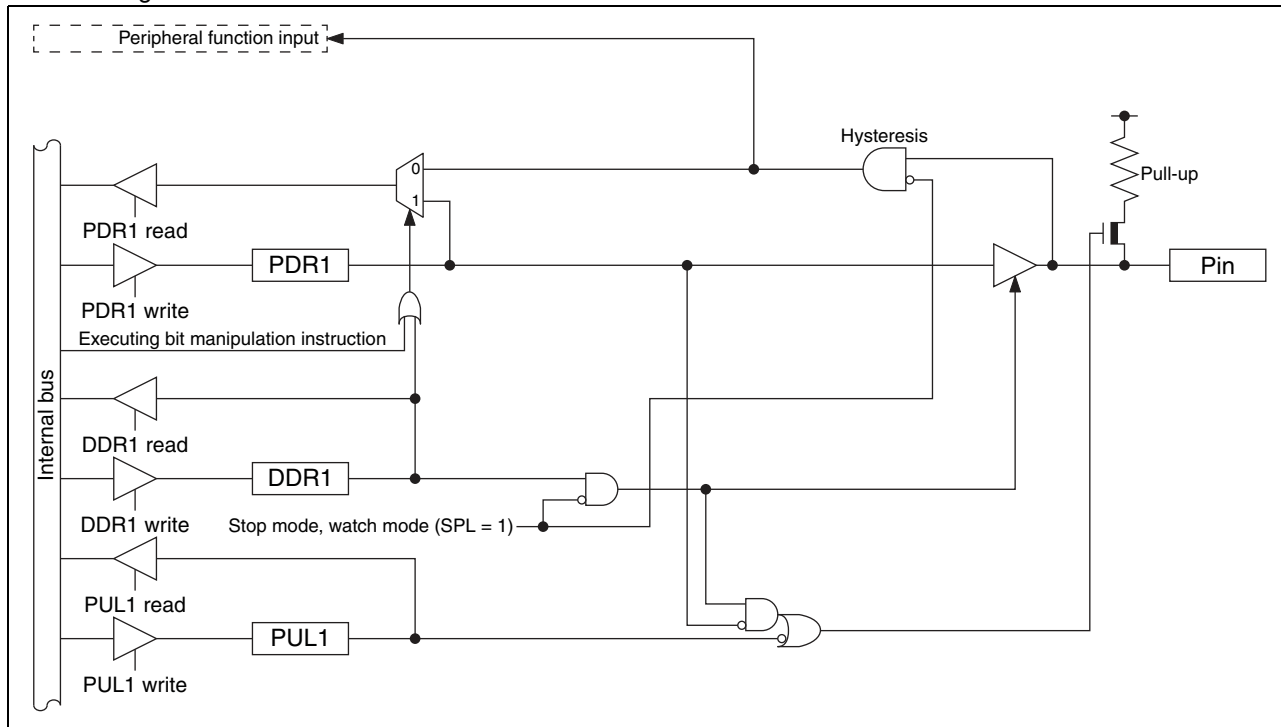 Peripheral function input
Hysteresis
0
Pull-up
1
PDR1 read
PDR1
Pin
PDR1 write
Executing bit manipulation instruction
Internal bus
DDR1 read
DDR1
Stop mode, watch mode (SPL = 1)
DDR1 write
PUL1 read
PUL1
PUL1 write